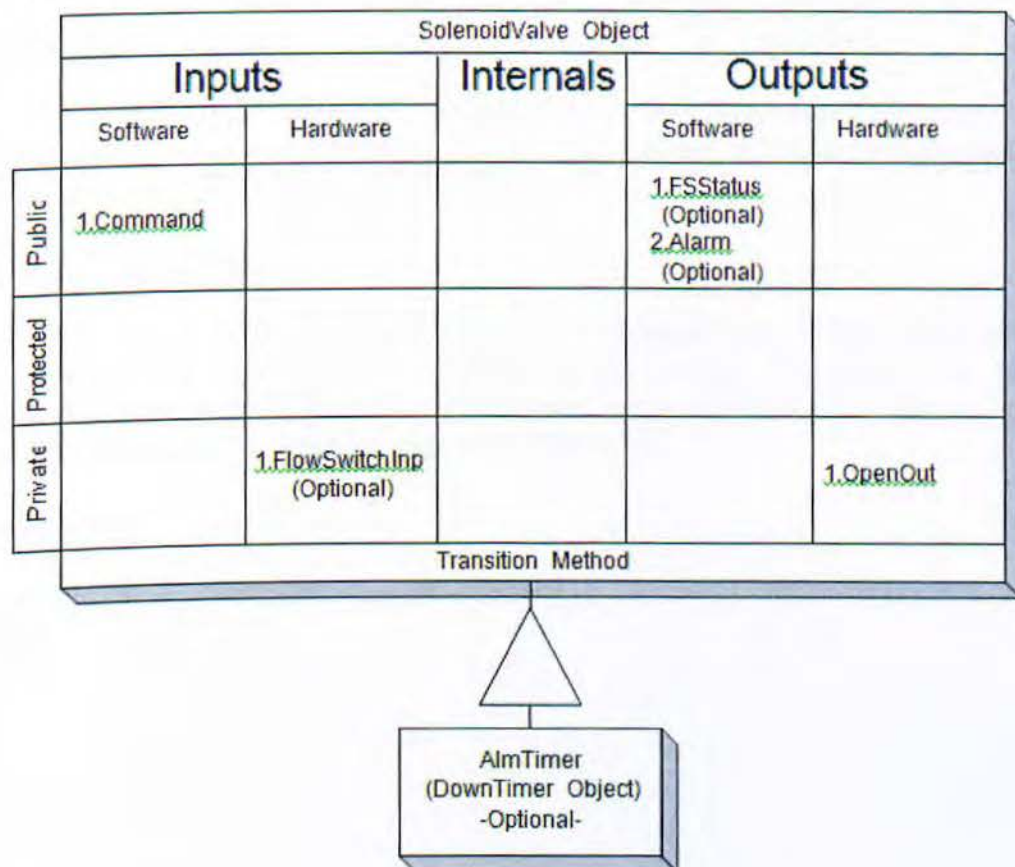 SolenoidValve Object
Inputs
Internals
Outputs
Software
Hardware
Software
Hardware
Public
1.Command
1.FSStatus
(Optional)
2.Alarm
(Optional)
Protected
Private
1.FlowSwitchInp
(Optional)
1.OpenOut
Transition Method
AlmTimer
(DownTimer Object)
-Optional-